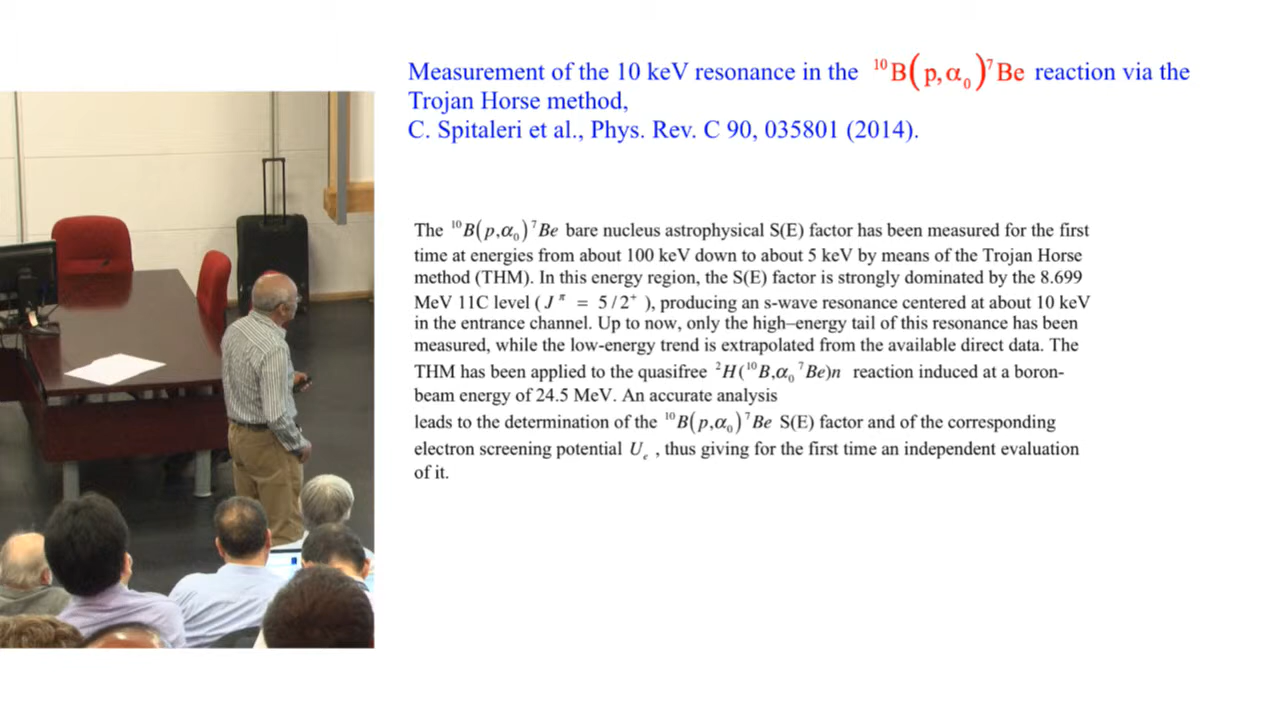 Measurement of the 10 keV resonance in the ¹⁰B(p,α₀)⁷Be reaction via the
Trojan Horse method,
C. Spitaleri et al., Phys. Rev. C 90, 035801 (2014).
The ¹⁰B(p,α₀)⁷Be bare nucleus astrophysical S(E) factor has been measured for the first
time at energies from about 100 keV down to about 5 keV by means of the Trojan Horse
method (THM). In this energy region, the S(E) factor is strongly dominated by the 8.699
MeV 11C level (J^π = 5/2⁺), producing an s-wave resonance centered at about 10 keV
in the entrance channel. Up to now, only the high–energy tail of this resonance has been
measured, while the low-energy trend is extrapolated from the available direct data. The
THM has been applied to the quasifree ²H(¹⁰B,α₀ ⁷Be)n reaction induced at a boron-
beam energy of 24.5 MeV. An accurate analysis
leads to the determination of the ¹⁰B(p,α₀)⁷Be S(E) factor and of the corresponding
electron screening potential Uₑ , thus giving for the first time an independent evaluation
of it.